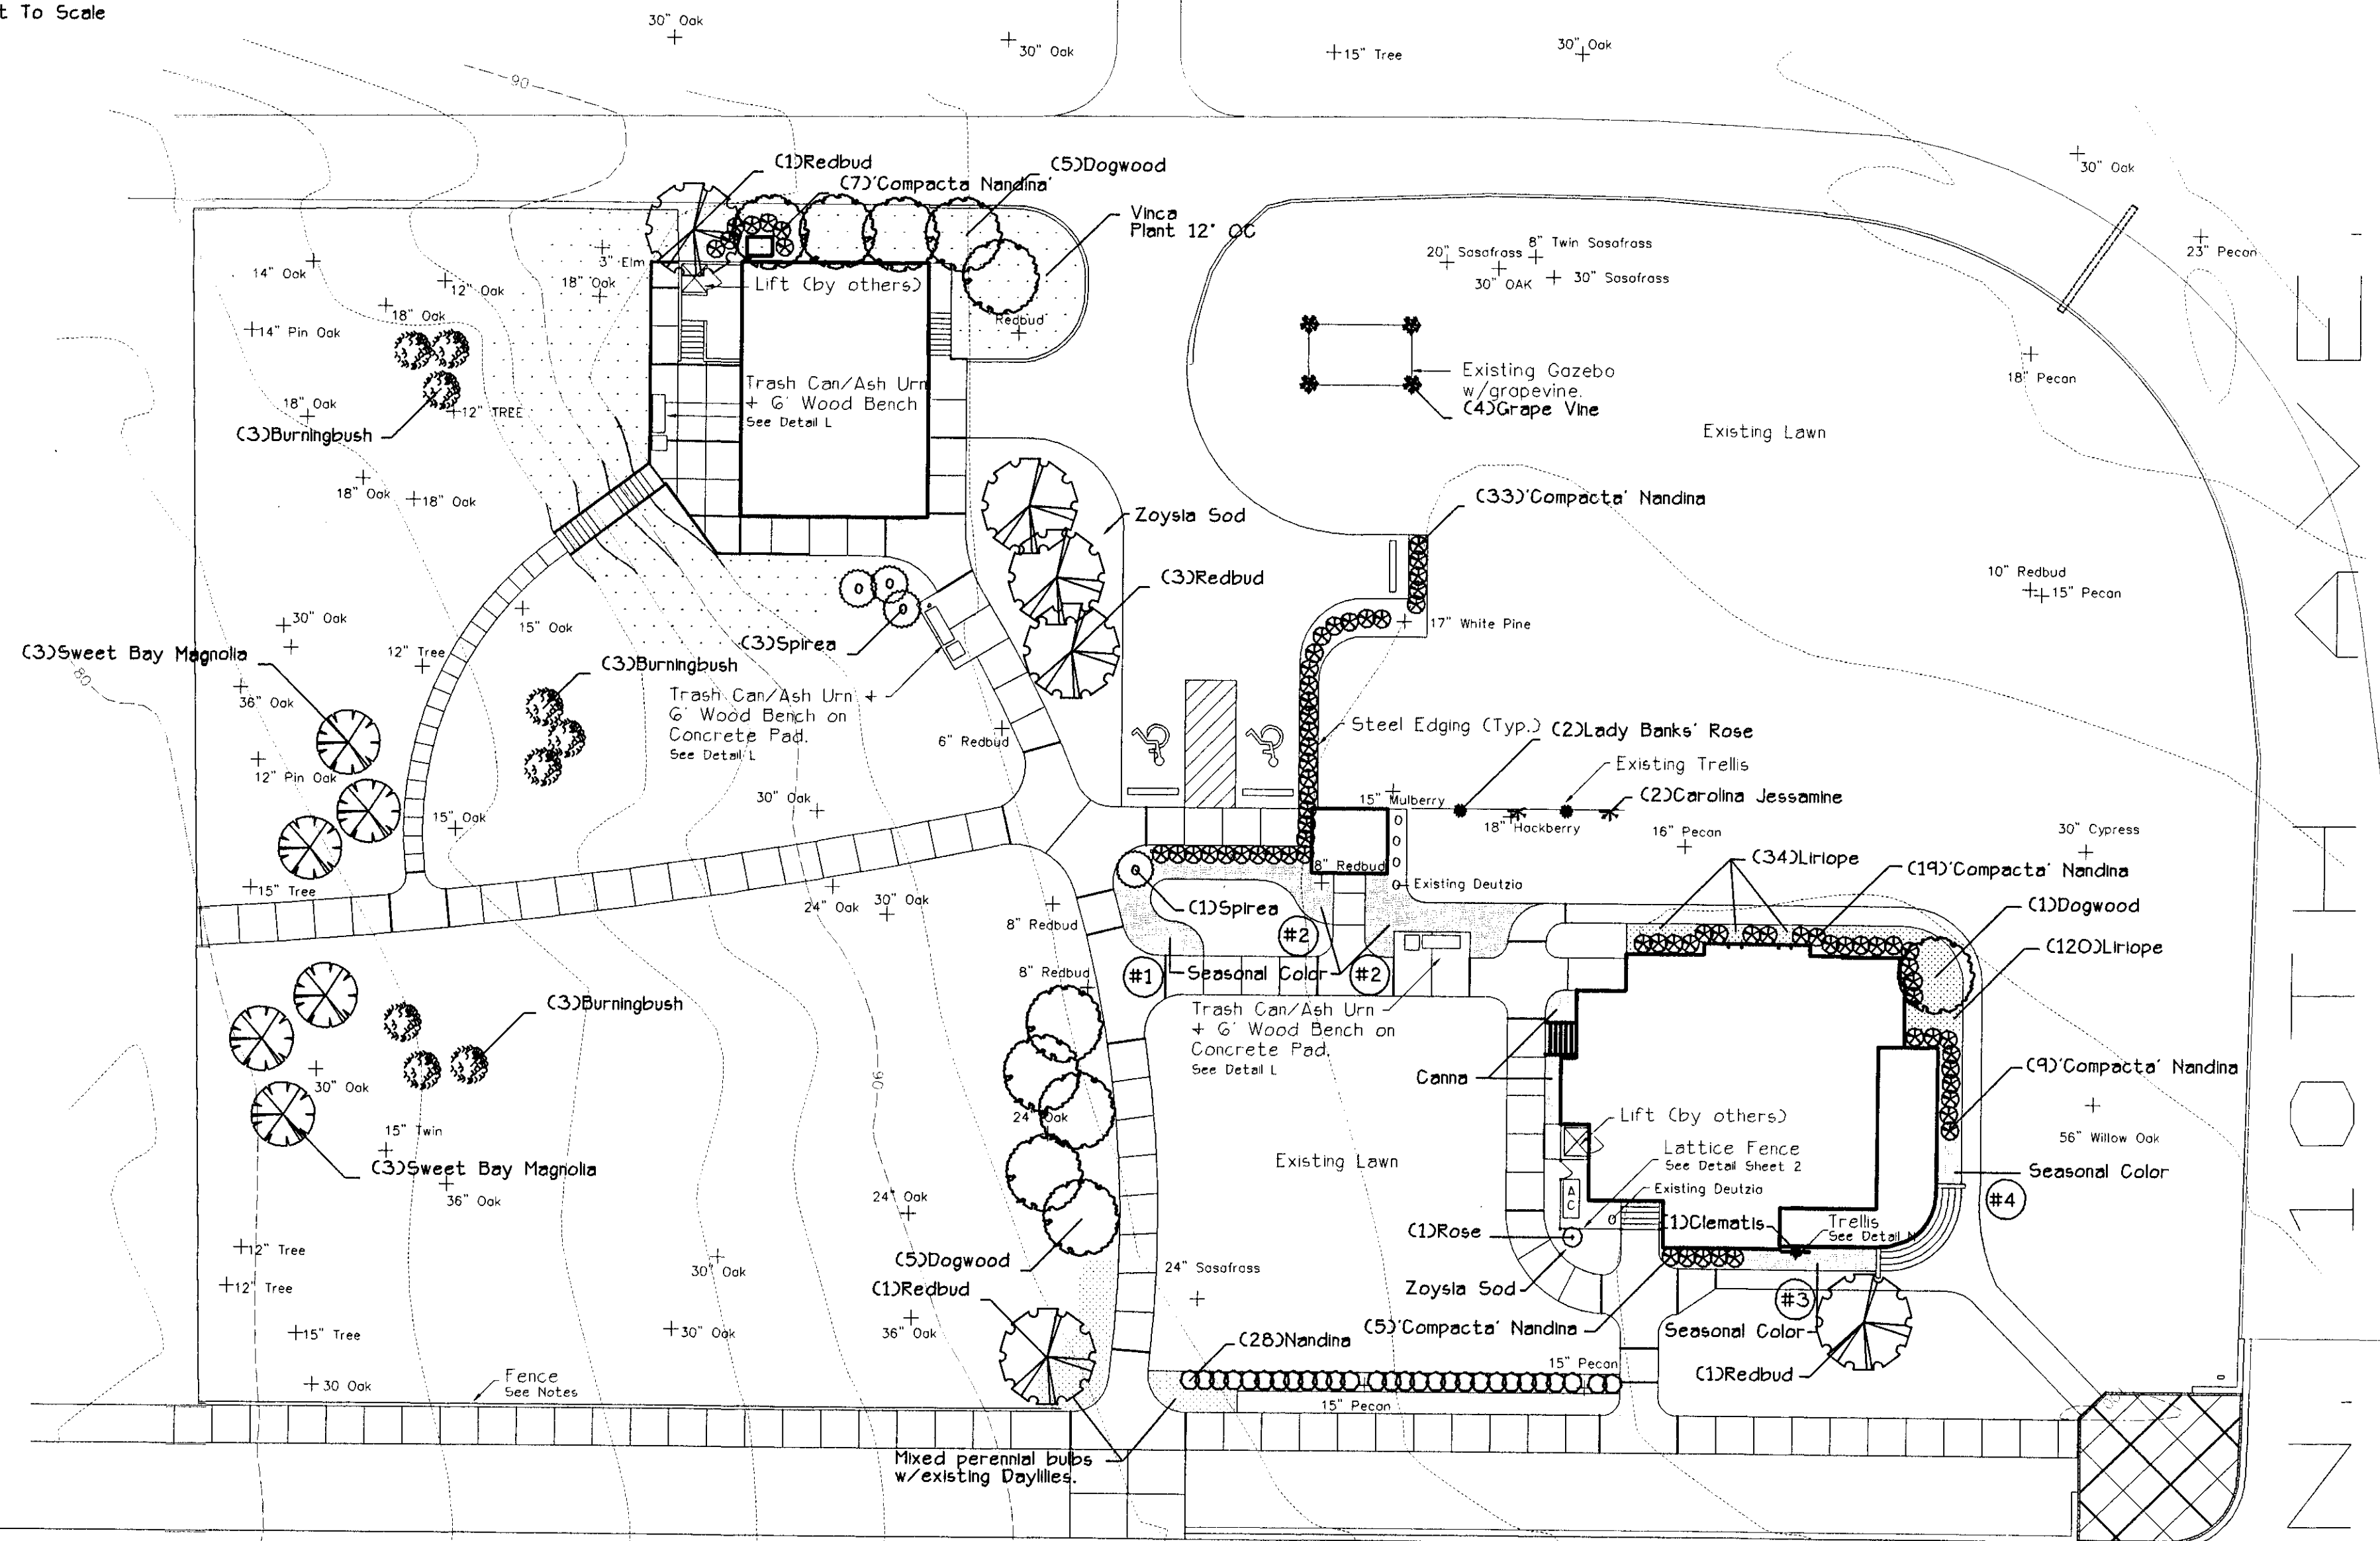 t To Scale
30" Oak
30" Oak
15" Tree
30" Oak
90
(1)Redbud
(5)Dogwood
(7)'Compacta Nandina'
Vinca
Plant 12" OC
30" Oak
23" Pecan
14" Oak
3" Elm
18" Oak
12" Oak
18" Oak
14" Pin Oak
Lift (by others)
Redbud
20" Sasafrass
8" Twin Sasafrass
30" OAK
30" Sasafrass
18" Pecan
Existing Gazebo
w/grapevine.
(4)Grape Vine
Existing Lawn
Trash Can/Ash Urn
+ 6' Wood Bench
See Detail L
18" Oak
12" TREE
(3)Burningbush
18" Oak
18" Oak
Zoysia Sod
(33)'Compacta' Nandina
(3)Redbud
10" Redbud
15" Pecan
17" White Pine
30" Oak
15" Oak
12" Tree
(3)Sweet Bay Magnolia
80
36" Oak
(3)Spirea
(3)Burningbush
Trash Can/Ash Urn +
6' Wood Bench on
Concrete Pad.
See Detail L
6" Redbud
12" Pin Oak
30" Oak
15" Oak
Steel Edging (Typ.)
(2)Lady Banks' Rose
Existing Trellis
(2)Carolina Jessamine
15" Mulberry
18" Hackberry
16" Pecan
30" Cypress
8" Redbud
Existing Deutzia
(34)Liriope
(19)'Compacta' Nandina
(1)Dogwood
(120)Liriope
15" Tree
24" Oak
30" Oak
8" Redbud
(1)Spirea
#2
#1
Seasonal Color
#2
8" Redbud
Trash Can/Ash Urn
+ 6' Wood Bench on
Concrete Pad.
See Detail L
(3)Burningbush
30" Oak
15" Twin
(3)Sweet Bay Magnolia
36" Oak
90
24" Oak
24" Oak
Canna
(9)'Compacta' Nandina
56" Willow Oak
Seasonal Color
#4
Existing Lawn
Lift (by others)
Lattice Fence
See Detail Sheet 2
Existing Deutzia
A
C
(1)Rose
(1)Clematis
Trellis
See Detail N
Zoysia Sod
12" Tree
12" Tree
15" Tree
30 Oak
30" Oak
30" Oak
36" Oak
(5)Dogwood
(1)Redbud
24" Sasafrass
(28)Nandina
(5)'Compacta' Nandina
#3
Seasonal Color
(1)Redbud
15" Pecan
15" Pecan
Fence
See Notes
Mixed perennial bulbs
w/existing Daylilies.